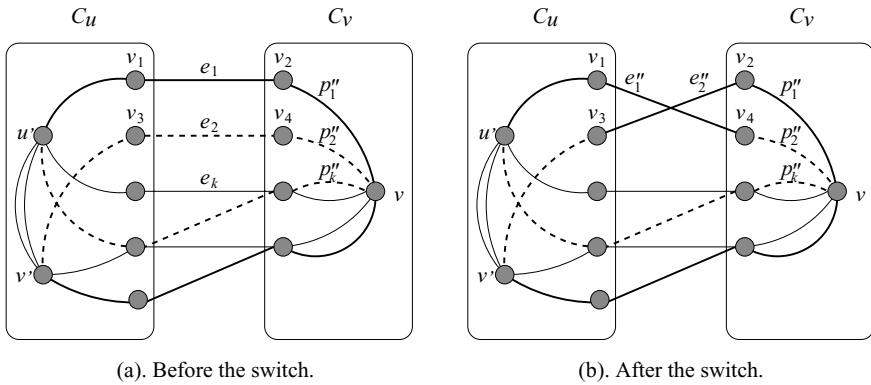 C_u C_v C_u C_v
v_1 e_1 v_2 p''_1 v_1 e''_1 e''_2 v_2 p''_1
v_3 e_2 v_4 p''_2 v_3 v_4 p''_2
u' u'
e_k p''_k p''_k
v v
v' v'
(a). Before the switch. (b). After the switch.